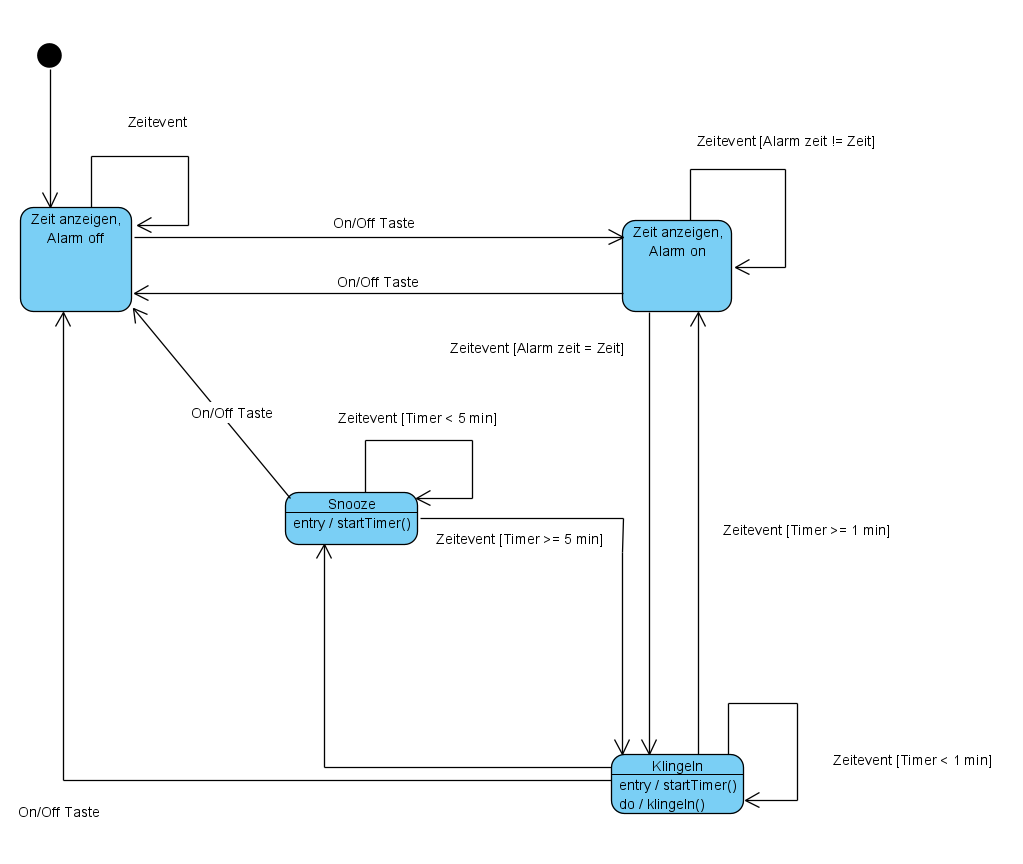 Zeitevent
Zeitevent [Alarm zeit != Zeit]
Zeit anzeigen,
Alarm off
On/Off Taste
Zeit anzeigen,
Alarm on
On/Off Taste
Zeitevent [Alarm zeit = Zeit]
On/Off Taste
Zeitevent [Timer < 5 min]
Snooze
entry / startTimer()
Zeitevent [Timer >= 5 min]
Zeitevent [Timer >= 1 min]
Klingeln
entry / startTimer()
do / klingeln()
Zeitevent [Timer < 1 min]
On/Off Taste